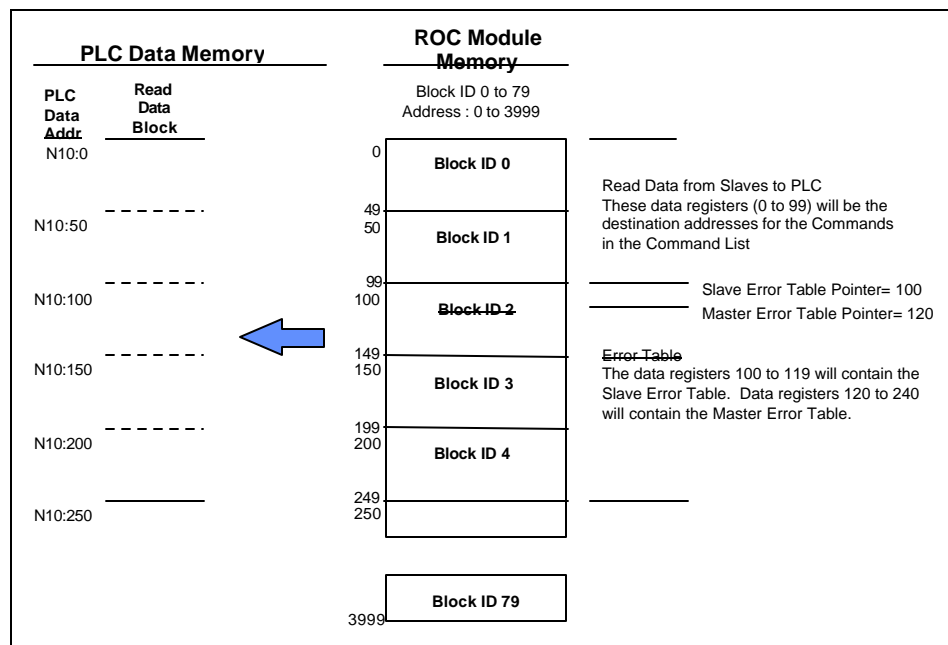 PLC Data Memory
ROC Module
Memory
PLC
Data
Addr
Read
Data
Block
Block ID 0 to 79
Address : 0 to 3999
N10:0
0
Block ID 0
49
N10:50
50
Block ID 1
99
N10:100
100
Block ID 2
149
N10:150
150
Block ID 3
199
N10:200
200
Block ID 4
249
N10:250
250
Block ID 79
3999
Read Data from Slaves to PLC
These data registers (0 to 99) will be the
destination addresses for the Commands
in the Command List
Slave Error Table Pointer= 100
Master Error Table Pointer= 120
Error Table
The data registers 100 to 119 will contain the
Slave Error Table.  Data registers 120 to 240
will contain the Master Error Table.